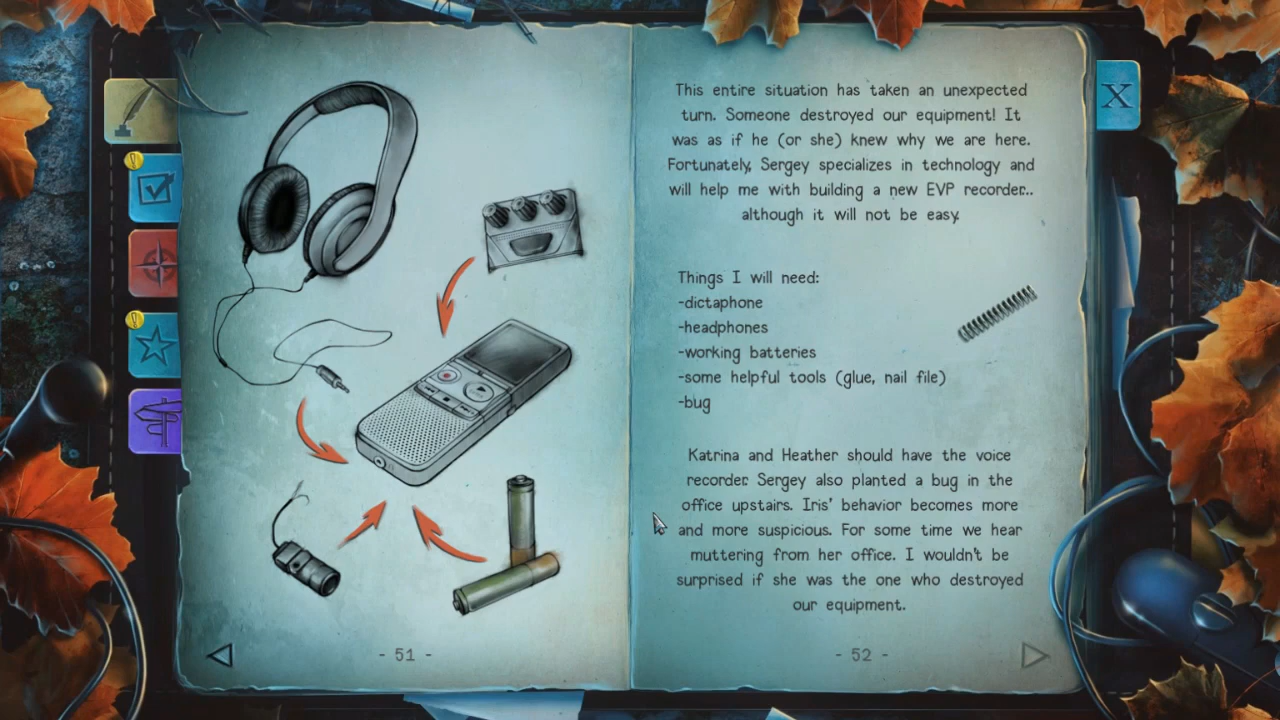 This entire situation has taken an unexpected
turn. Someone destroyed our equipment! It
was as if he (or she) knew why we are here.
Fortunately, Sergey specializes in technology and
will help me with building a new EVP recorder..
although it will not be easy.
Things I will need:
-dictaphone
-headphones
-working batteries
-some helpful tools (glue, nail file)
-bug
Katrina and Heather should have the voice
recorder. Sergey also planted a bug in the
office upstairs. Iris' behavior becomes more
and more suspicious. For some time we hear
muttering from her office. I wouldn't be
surprised if she was the one who destroyed
our equipment.
- 51 -
- 52 -
X